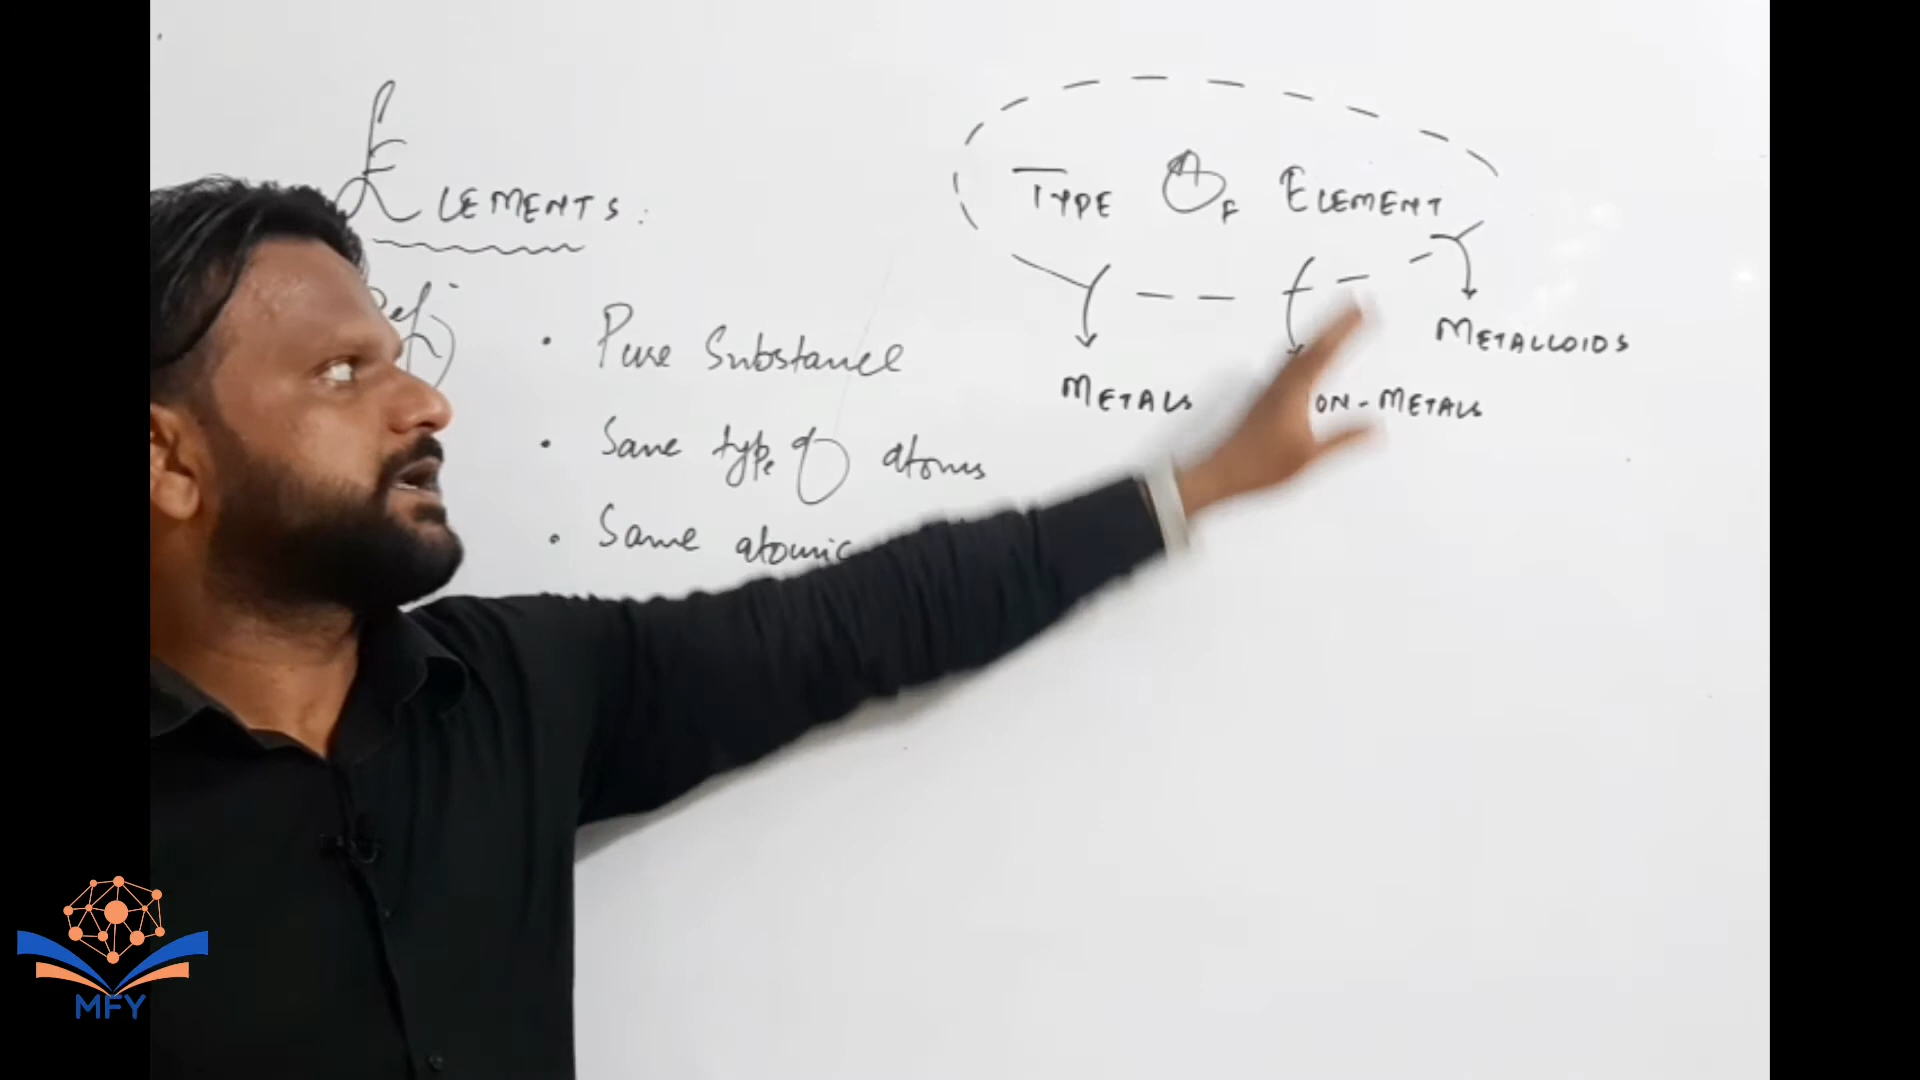 ELEMENTS:
Def
• Pure Substance
• Same type of atoms
• Same atomic
TYPE OF ELEMENT
METALLOIDS
METALS
ON-METALS
MFY